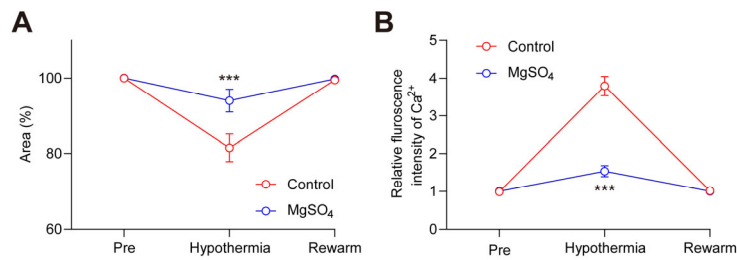 A
Area (%)
100
80
60
***
Control
MgSO4
Pre
Hypothermia
Rewarm
B
Relative fluroscence
intensity of Ca2+
5
4
3
2
1
0
Control
MgSO4
***
Pre
Hypothermia
Rewarm